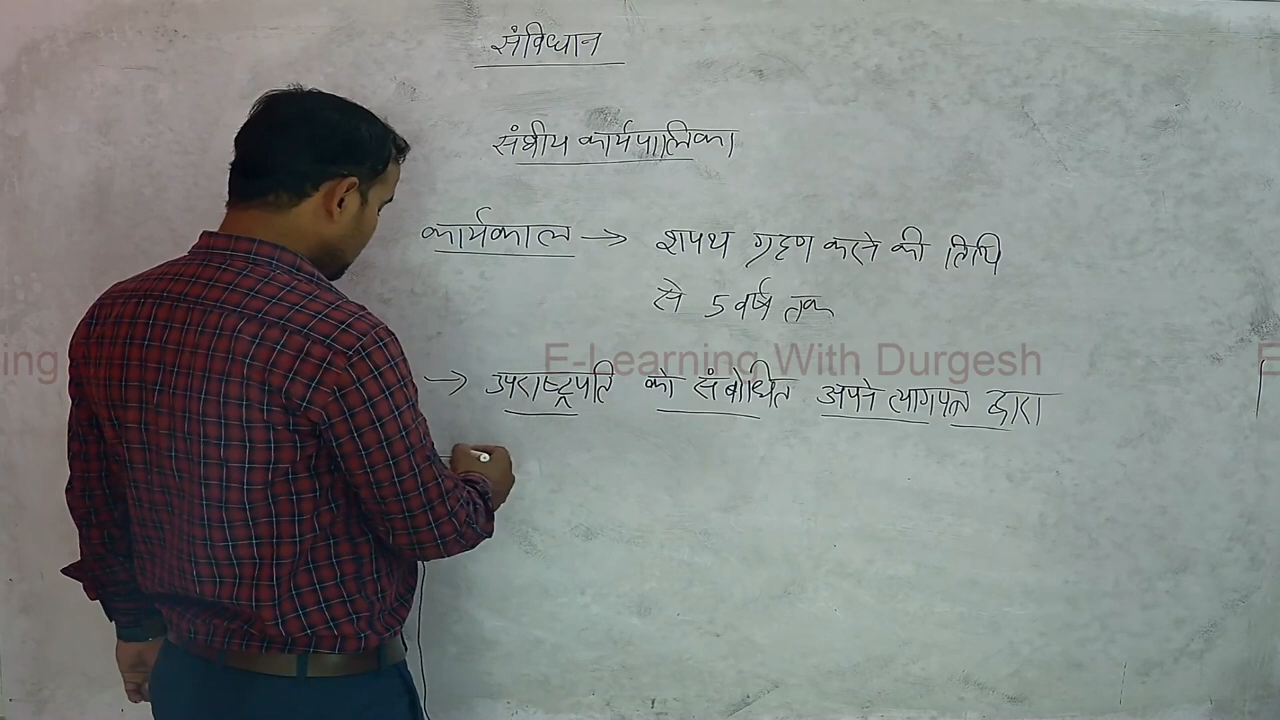 संविधान
संघीय कार्यपालिका
कार्यकाल → शपथ ग्रहण करने की तिथि
से 5 वर्ष तक
E-Learning With Durgesh
→ उपराष्ट्रपति को संबोधित अपने त्यागपत्र द्वारा